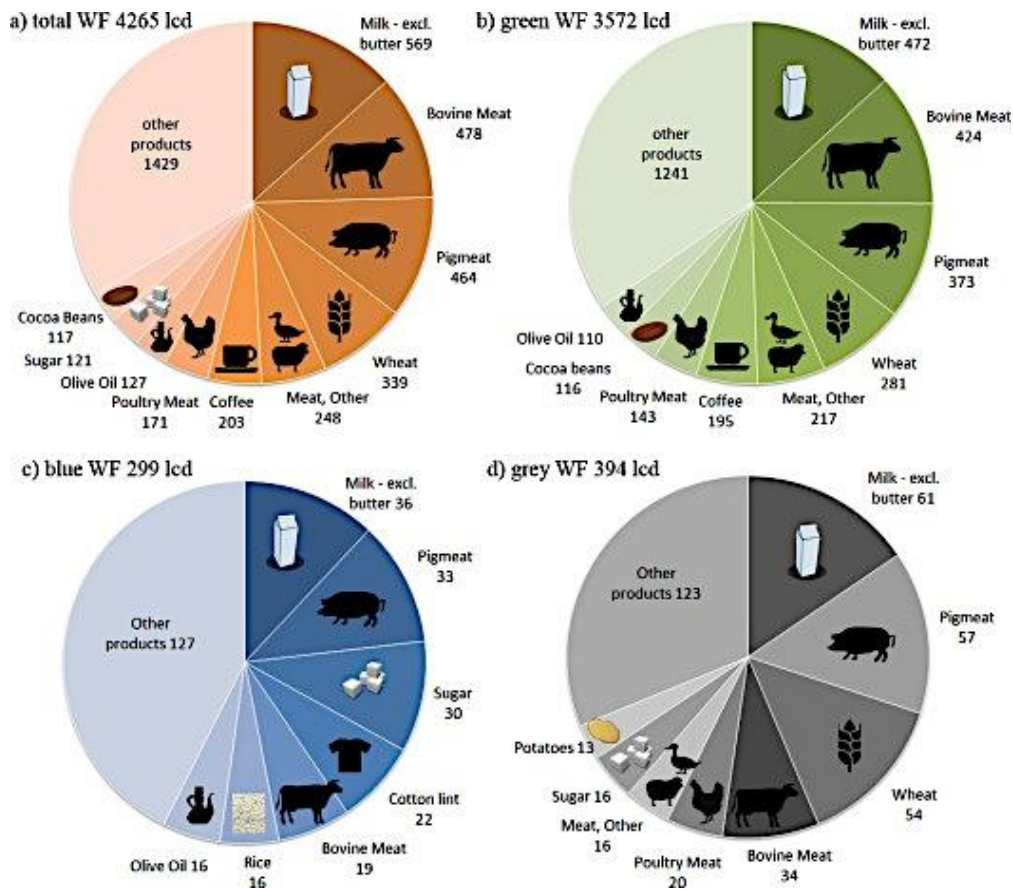 a) total WF 4265 lcd
Milk - excl.
butter 569
Bovine Meat
478
Pigmeat
464
Wheat
339
Meat, Other
248
Coffee
203
Poultry Meat
171
Olive Oil 127
Sugar 121
Cocoa Beans
117
other
products
1429
b) green WF 3572 lcd
Milk - excl.
butter 472
Bovine Meat
424
Pigmeat
373
Wheat
281
Meat, Other
217
Coffee
195
Poultry Meat
143
Cocoa beans
116
Olive Oil 110
other
products
1241
c) blue WF 299 lcd
Milk - excl.
butter 36
Pigmeat
33
Sugar
30
Cotton lint
22
Bovine Meat
19
Rice
16
Olive Oil 16
Other
products 127
d) grey WF 394 lcd
Milk - excl.
butter 61
Pigmeat
57
Wheat
54
Bovine Meat
34
Poultry Meat
20
Meat, Other
16
Sugar 16
Potatoes 13
Other
products 123